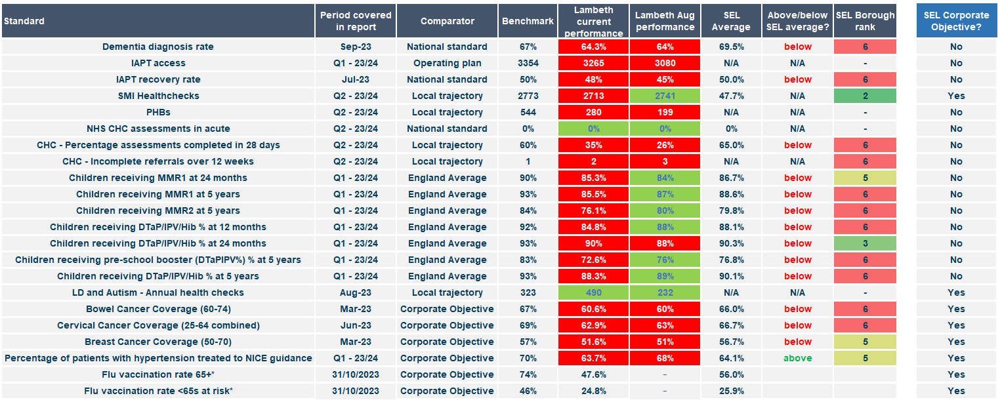 Standard | Period covered in report | Comparator | Benchmark | Lambeth current performance | Lambeth Aug performance | SEL Average | Above/below SEL average? | SEL Borough rank | SEL Corporate Objective?
Dementia diagnosis rate | Sep-23 | National standard | 67% | 64.3% | 64% | 69.5% | below | 6 | No
IAPT access | Q1 - 23/24 | Operating plan | 3354 | 3265 | 3080 | N/A | N/A | - | No
IAPT recovery rate | Jul-23 | National standard | 50% | 48% | 45% | 50.0% | below | 6 | No
SMI Healthchecks | Q2 - 23/24 | Local trajectory | 2773 | 2713 | 2741 | 47.7% | N/A | 2 | Yes
PHBs | Q2 - 23/24 | Local trajectory | 544 | 280 | 199 | N/A | N/A | - | No
NHS CHC assessments in acute | Q2 - 23/24 | National standard | 0% | 0% | 0% | 0% | N/A | - | No
CHC - Percentage assessments completed in 28 days | Q2 - 23/24 | Local trajectory | 60% | 35% | 26% | 65.0% | below | 6 | No
CHC - Incomplete referrals over 12 weeks | Q2 - 23/24 | Local trajectory | 1 | 2 | 3 | N/A | N/A | 6 | No
Children receiving MMR1 at 24 months | Q1 - 23/24 | England Average | 90% | 85.3% | 84% | 86.7% | below | 5 | No
Children receiving MMR1 at 5 years | Q1 - 23/24 | England Average | 93% | 85.5% | 87% | 88.6% | below | 6 | No
Children receiving MMR2 at 5 years | Q1 - 23/24 | England Average | 84% | 76.1% | 80% | 79.8% | below | 6 | No
Children receiving DTaP/IPV/Hib % at 12 months | Q1 - 23/24 | England Average | 92% | 84.8% | 88% | 88.1% | below | 6 | No
Children receiving DTaP/IPV/Hib % at 24 months | Q1 - 23/24 | England Average | 93% | 90% | 88% | 90.3% | below | 3 | No
Children receiving pre-school booster (DTaPIPV%) % at 5 years | Q1 - 23/24 | England Average | 83% | 72.6% | 76% | 76.8% | below | 6 | No
Children receiving DTaP/IPV/Hib % at 5 years | Q1 - 23/24 | England Average | 93% | 88.3% | 89% | 90.1% | below | 6 | No
LD and Autism - Annual health checks | Aug-23 | Local trajectory | 323 | 490 | 232 | N/A | N/A | - | Yes
Bowel Cancer Coverage (60-74) | Mar-23 | Corporate Objective | 67% | 60.6% | 60% | 66.0% | below | 6 | Yes
Cervical Cancer Coverage (25-64 combined) | Jun-23 | Corporate Objective | 69% | 62.9% | 63% | 66.7% | below | 6 | Yes
Breast Cancer Coverage (50-70) | Mar-23 | Corporate Objective | 57% | 51.6% | 51% | 56.7% | below | 5 | Yes
Percentage of patients with hypertension treated to NICE guidance | Q1 - 23/24 | Corporate Objective | 70% | 63.7% | 68% | 64.1% | above | 5 | Yes
Flu vaccination rate 65+* | 31/10/2023 | Corporate Objective | 74% | 47.6% | - | 56.0% | | | Yes
Flu vaccination rate <65s at risk* | 31/10/2023 | Corporate Objective | 46% | 24.8% | - | 25.9% | | | Yes